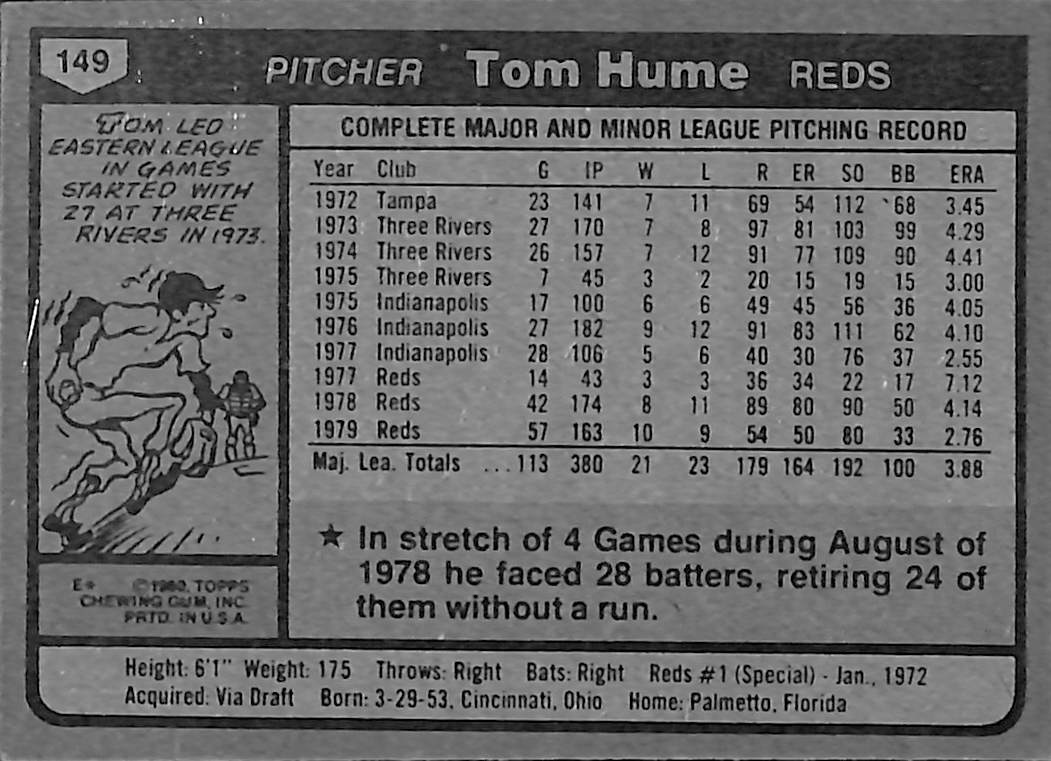 149
PITCHER Tom Hume REDS
TOM LED
EASTERN LEAGUE
IN GAMES
STARTED WITH
27 AT THREE
RIVERS IN 1973.
COMPLETE MAJOR AND MINOR LEAGUE PITCHING RECORD
Year Club G IP W L R ER SO BB ERA
1972 Tampa 23 141 7 11 69 54 112 68 3.45
1973 Three Rivers 27 170 7 8 97 81 103 99 4.29
1974 Three Rivers 26 157 7 12 91 77 109 90 4.41
1975 Three Rivers 7 45 3 2 20 15 19 15 3.00
1975 Indianapolis 17 100 6 6 49 45 56 36 4.05
1976 Indianapolis 27 182 9 12 91 83 111 62 4.10
1977 Indianapolis 28 106 5 6 40 30 76 37 2.55
1977 Reds 14 43 3 3 36 34 22 17 7.12
1978 Reds 42 174 8 11 89 80 90 50 4.14
1979 Reds 57 163 10 9 54 50 80 33 2.76
Maj. Lea. Totals ...113 380 21 23 179 164 192 100 3.88
★ In stretch of 4 Games during August of
1978 he faced 28 batters, retiring 24 of
them without a run.
E* © 1980, TOPPS
CHEWING GUM, INC.
PRTD. IN U.S.A.
Height: 6'1" Weight: 175 Throws: Right Bats: Right Reds #1 (Special) - Jan., 1972
Acquired: Via Draft Born: 3-29-53, Cincinnati, Ohio Home: Palmetto, Florida